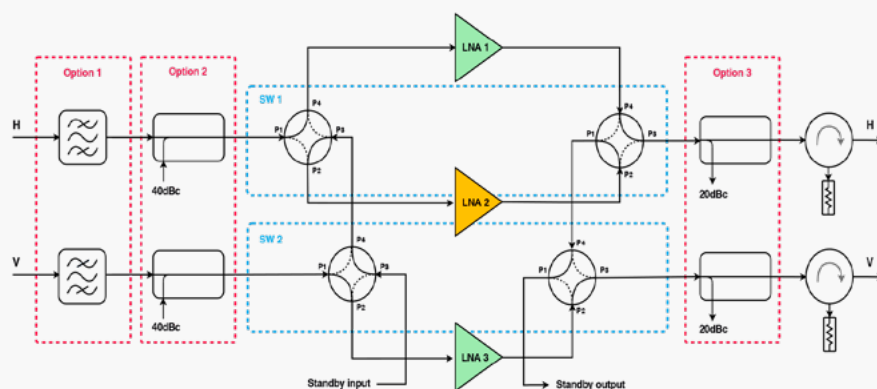 LNA 1
Option 1
Option 2
Option 3
SW 1
P4
P4
H
P1
P3
P1
P3
H
P2
P2
40dBc
20dBc
LNA 2
SW 2
V
P4
P4
V
P1
P3
P1
P3
P2
P2
40dBc
20dBc
LNA 3
Standby input
Standby output